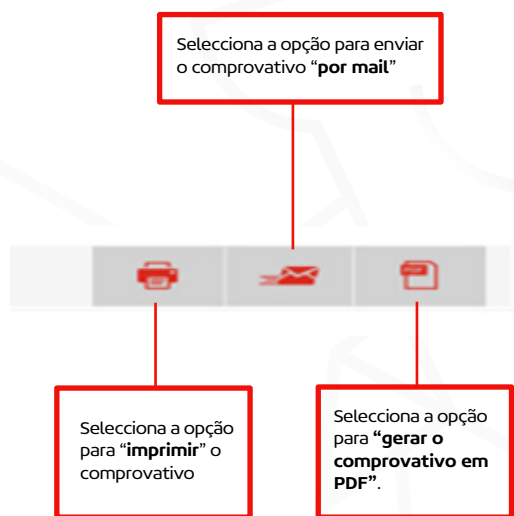 Selecciona a opção para enviar
o comprovativo “por mail”
PDF
Selecciona a opção
para “imprimir” o
comprovativo
Selecciona a opção
para “gerar o
comprovativo em
PDF”.